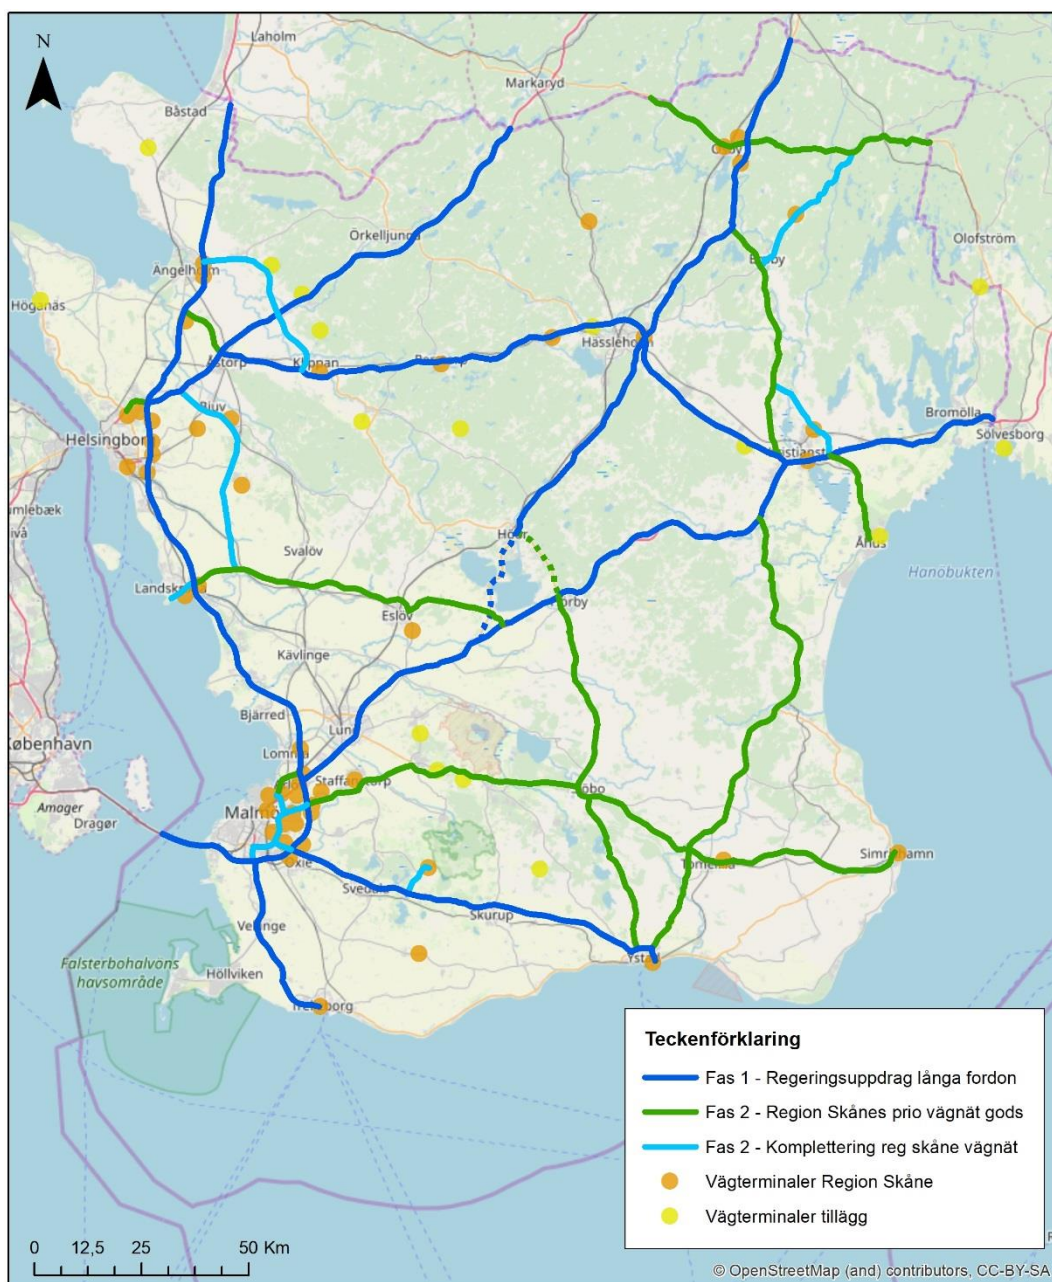 N
Laholm
Markaryd
Båstad
Örkelljunga
Olofström
Ängelholm
Höganäs
Åstorp
Hässleholm
Bjuv
Bromölla
Helsingborg
Sölvesborg
Svalöv
Höör
Åhus
Hanöbukten
Landskrona
Hörby
Eslöv
Kävlinge
Bjärred
Lund
Lomma
København
Staffanstorp
Sjöbo
Amager
Dragør
Malmö
Simrishamn
Oxie
Tomelilla
Svedala
Skurup
Vellinge
Ystad
Falsterbohalvöns
havsområde
Höllviken
Trelleborg
Teckenförklaring
Fas 1 - Regeringsuppdrag långa fordon
Fas 2 - Region Skånes prio vägnät gods
Fas 2 - Komplettering reg skåne vägnät
Vägterminaler Region Skåne
Vägterminaler tillägg
0 12,5 25 50 Km
© OpenStreetMap (and) contributors, CC-BY-SA